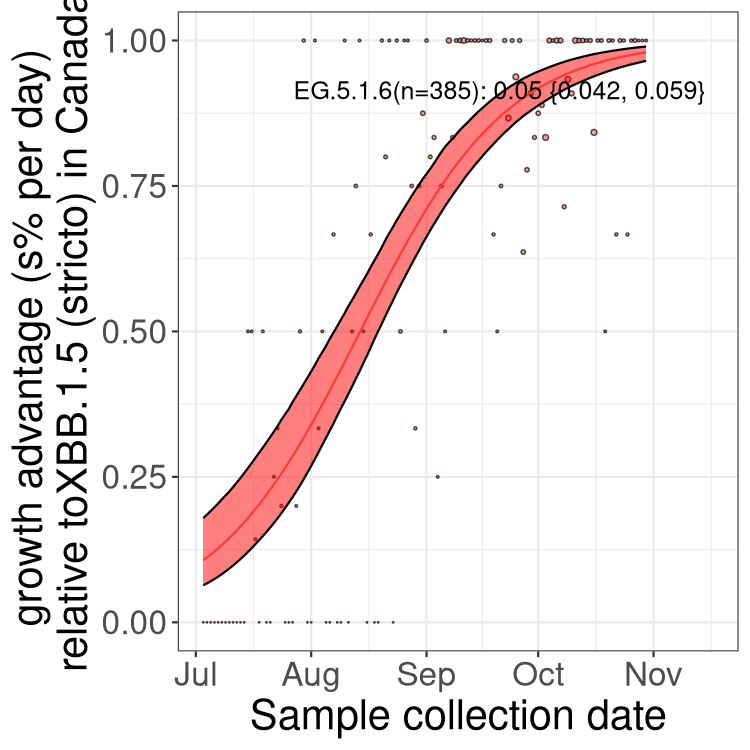 growth advantage (s% per day)
relative toXBB.1.5 (stricto) in Canada
1.00
0.75
0.50
0.25
0.00
EG.5.1.6(n=385): 0.05 {0.042, 0.059}
Jul Aug Sep Oct Nov
Sample collection date